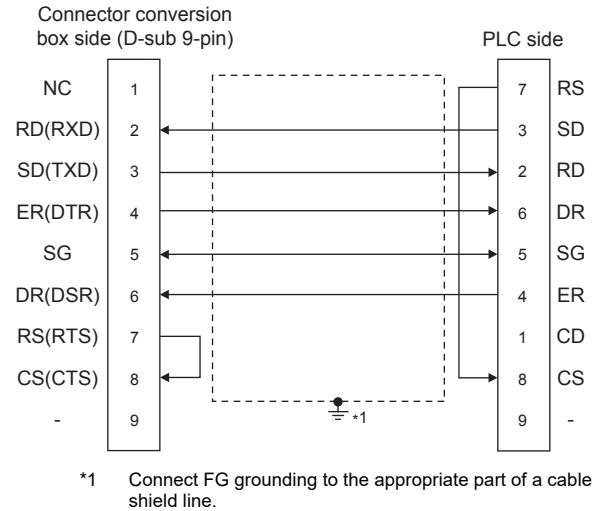 Connector conversion
box side (D-sub 9-pin)
PLC side
NC 1 7 RS
RD(RXD) 2 3 SD
SD(TXD) 3 2 RD
ER(DTR) 4 6 DR
SG 5 5 SG
DR(DSR) 6 4 ER
RS(RTS) 7 1 CD
CS(CTS) 8 8 CS
- 9 *1 9 -
*1 Connect FG grounding to the appropriate part of a cable
shield line.